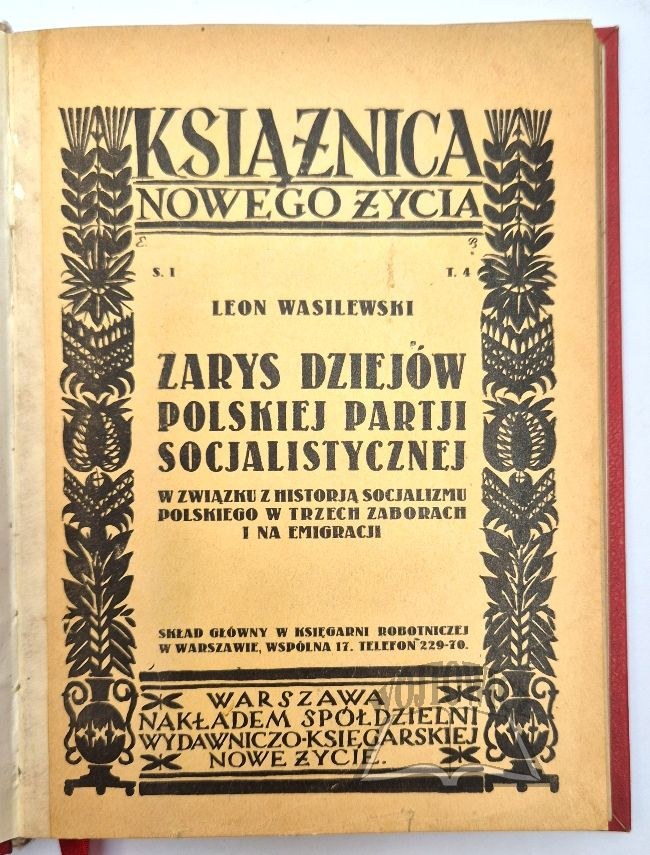 KSIĄŻNICA
NOWEGO ŻYCIA
E. B.
S. 1 T. 4
LEON WASILEWSKI
ZARYS DZIEJÓW
POLSKIEJ PARTJI
SOCJALISTYCZNEJ
W ZWIĄZKU Z HISTORJĄ SOCJALIZMU
POLSKIEGO W TRZECH ZABORACH
I NA EMIGRACJI
SKŁAD GŁÓWNY W KSIĘGARNI ROBOTNICZEJ
W WARSZAWIE, WSPÓLNA 17. TELEFON 229-70.
WARSZAWA
NAKŁADEM SPÓŁDZIELNI
WYDAWNICZO-KSIĘGARSKIEJ
NOWE ŻYCIE.